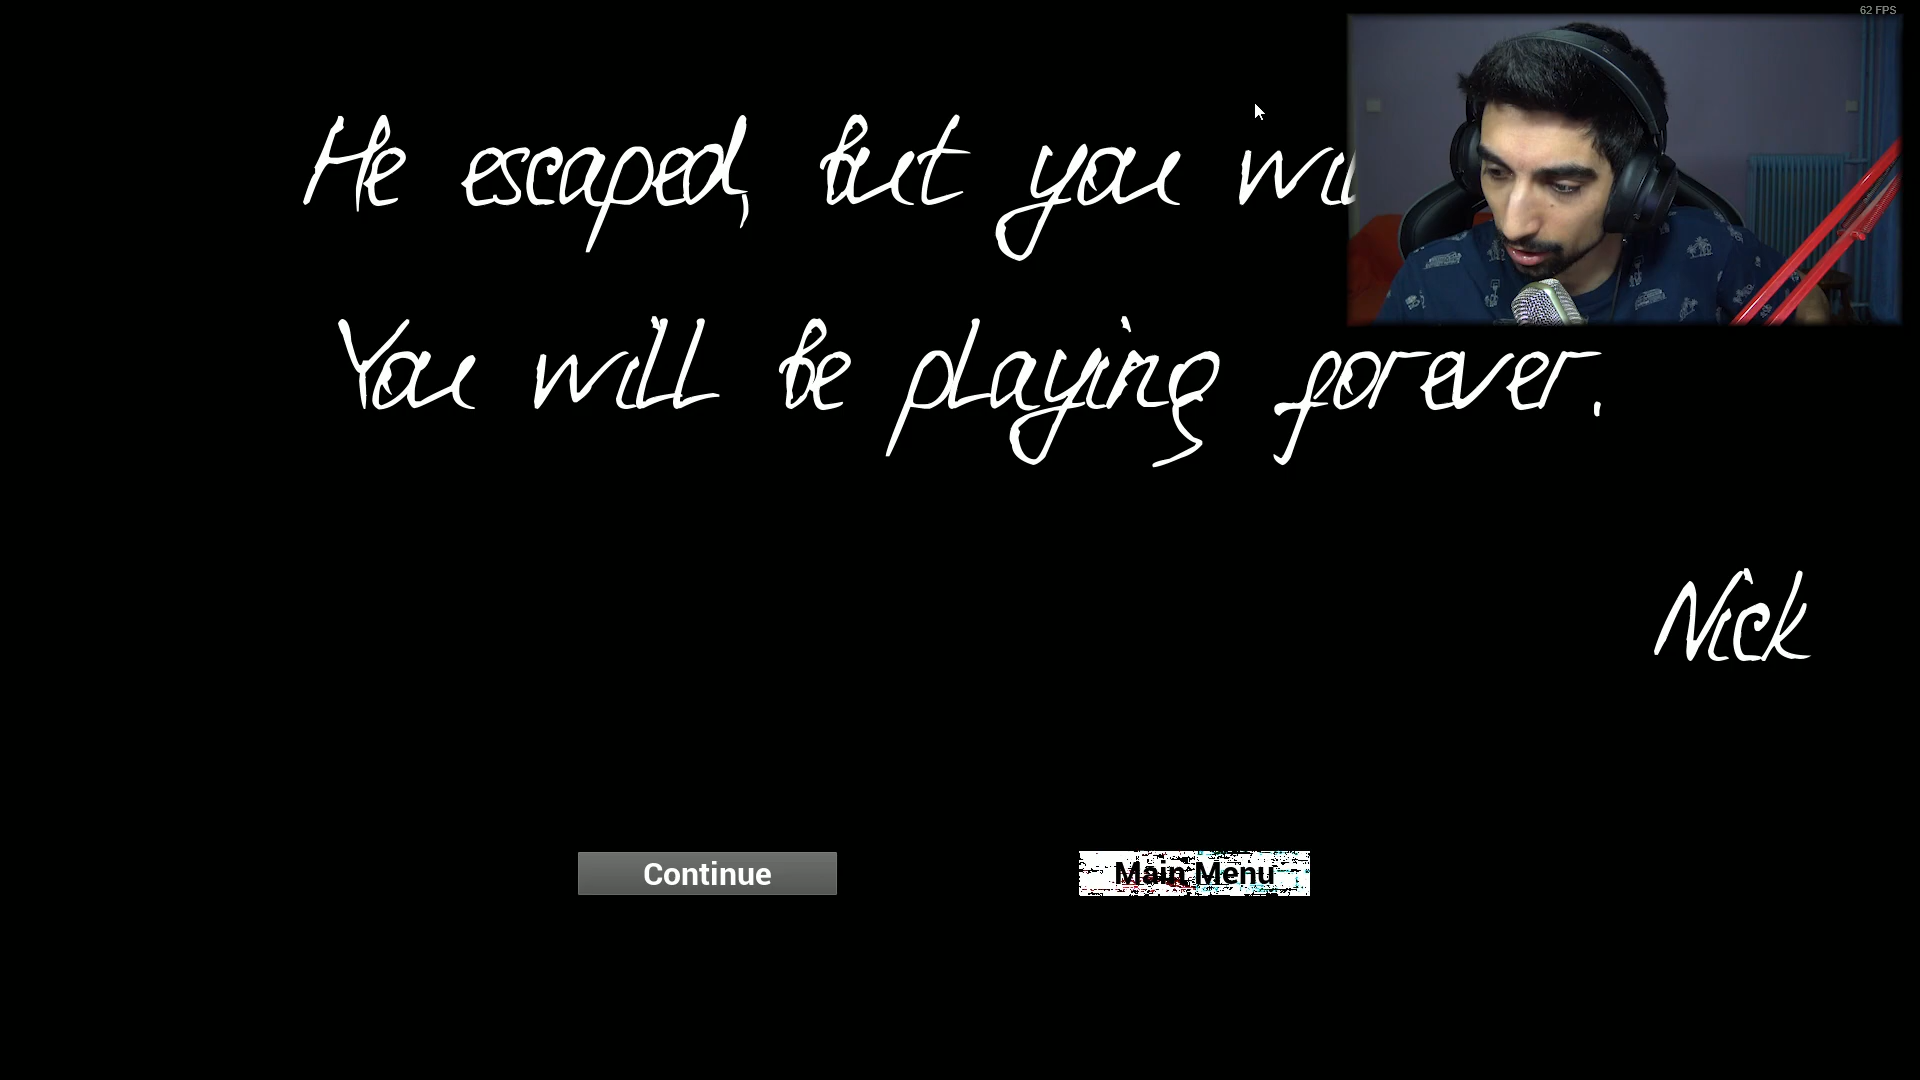 62 FPS
He escaped, but you
You will be playing forever.
Nick
Continue
Main Menu